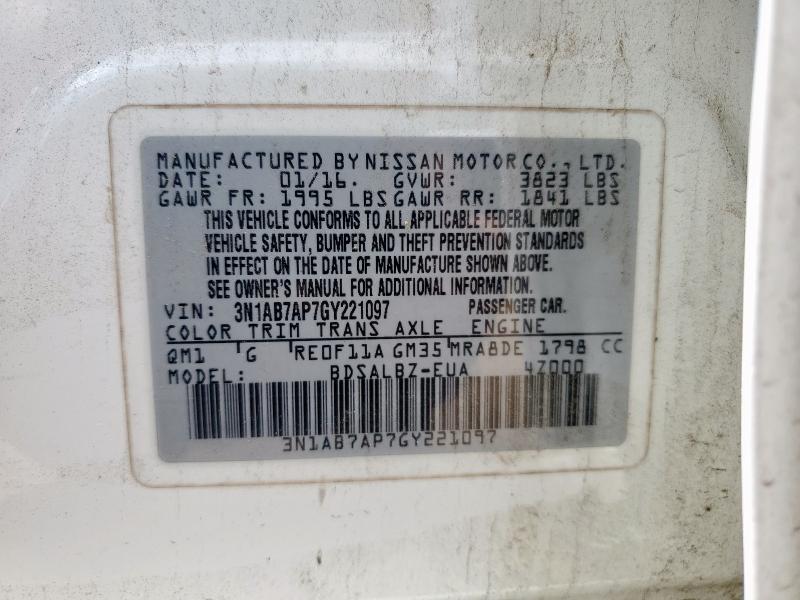 MANUFACTURED BY NISSAN MOTOR CO., LTD.
DATE: 01/16. GVWR: 3823 LBS
GAWR FR: 1995 LBS GAWR RR: 1841 LBS
THIS VEHICLE CONFORMS TO ALL APPLICABLE FEDERAL MOTOR
VEHICLE SAFETY, BUMPER AND THEFT PREVENTION STANDARDS
IN EFFECT ON THE DATE OF MANUFACTURE SHOWN ABOVE.
SEE OWNER'S MANUAL FOR ADDITIONAL INFORMATION.
VIN: 3N1AB7AP7GY221097 PASSENGER CAR.
COLOR TRIM TRANS AXLE ENGINE
QM1 G RE0F11A GM35 MRA8DE 1798 CC
MODEL: BDSALBZ-EUA 4Z000
3N1AB7AP7GY221097